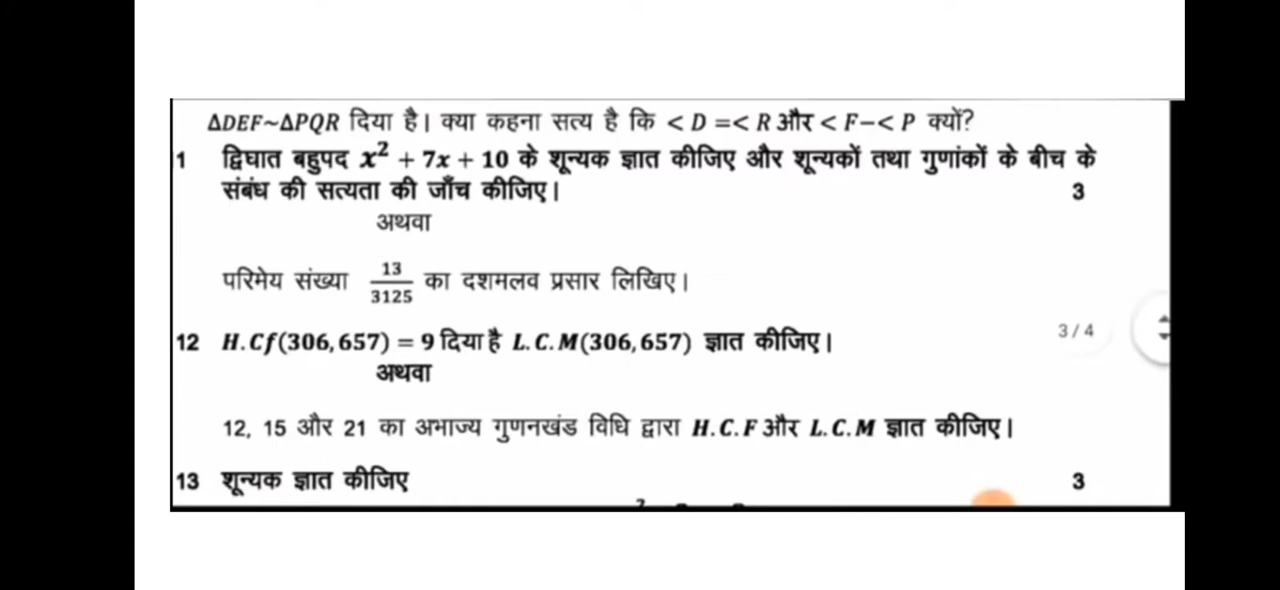 ΔDEF~ΔPQR दिया है। क्या कहना सत्य है कि < D =< R और < F−< P क्यों?
1 द्विघात बहुपद x² + 7x + 10 के शून्यक ज्ञात कीजिए और शून्यकों तथा गुणांकों के बीच के
संबंध की सत्यता की जाँच कीजिए। 3
अथवा
परिमेय संख्या 13/3125 का दशमलव प्रसार लिखिए।
12 H.Cf(306,657) = 9 दिया है L.C.M(306,657) ज्ञात कीजिए।
3 / 4
अथवा
12, 15 और 21 का अभाज्य गुणनखंड विधि द्वारा H.C.F और L.C.M ज्ञात कीजिए।
13 शून्यक ज्ञात कीजिए 3